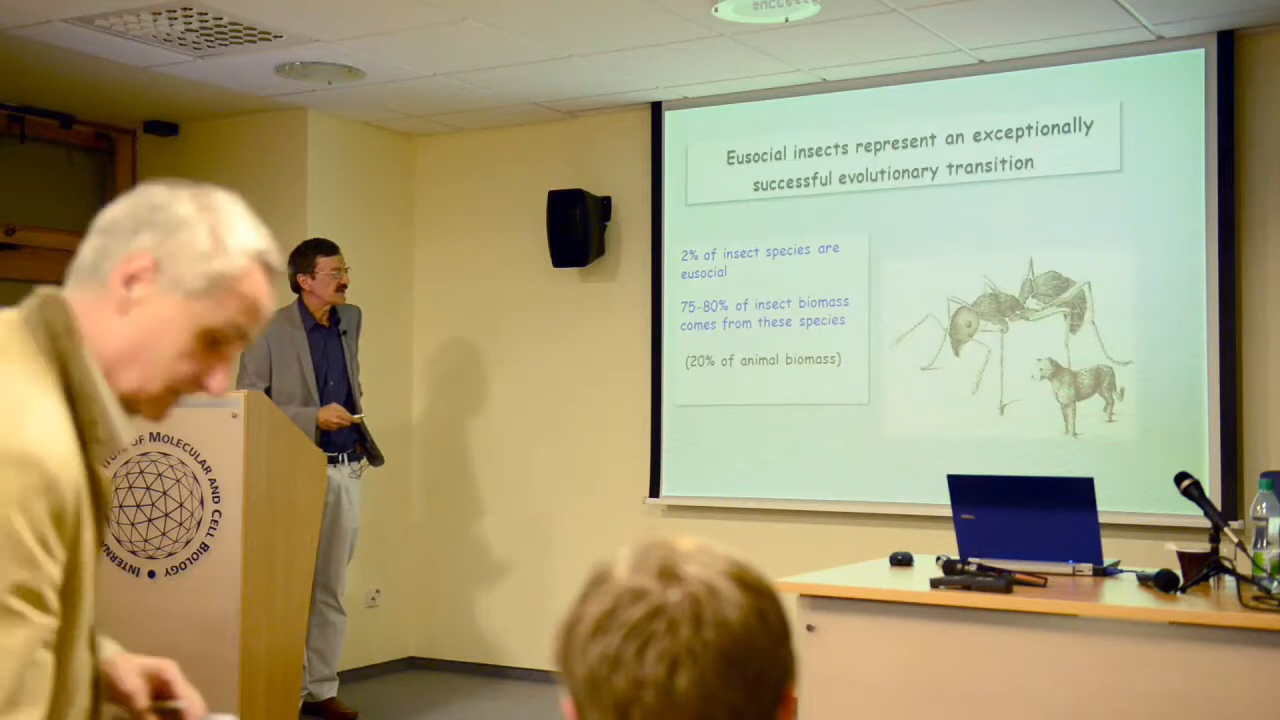 Eusocial insects represent an exceptionally
successful evolutionary transition
2% of insect species are
eusocial
75-80% of insect biomass
comes from these species
(20% of animal biomass)
OF MOLECULAR AND CELL BIOLOGY